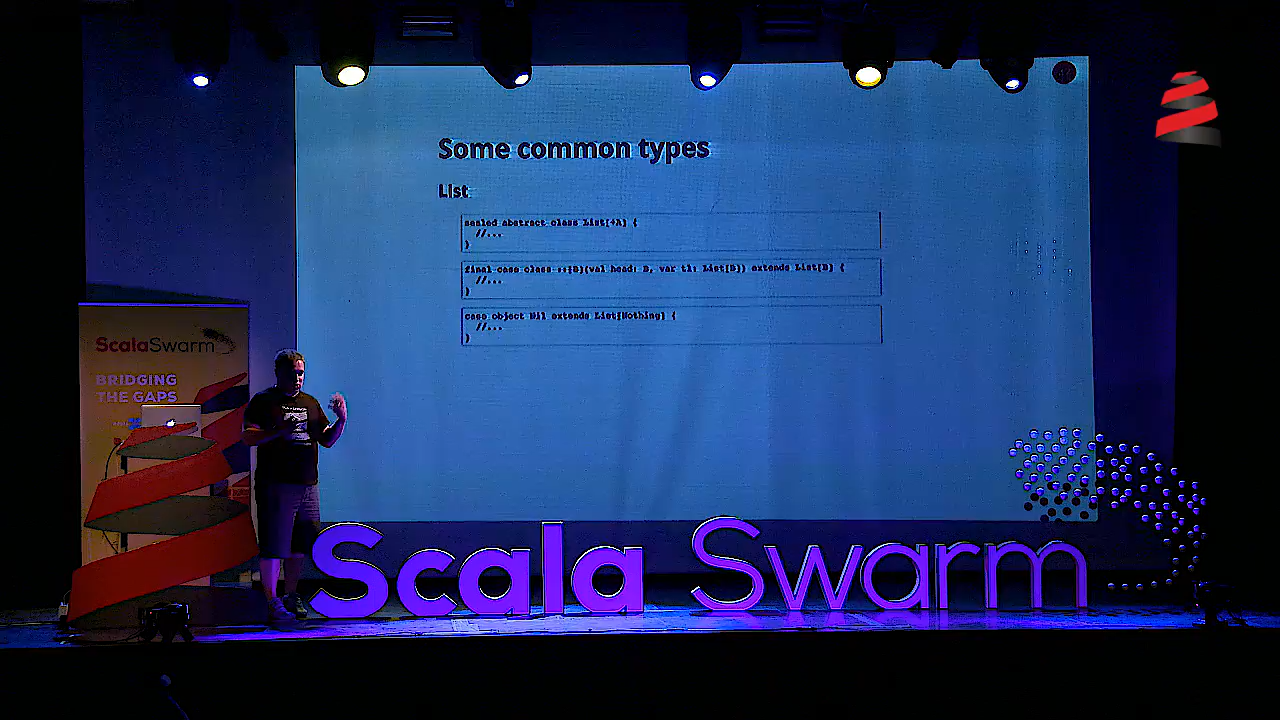 Some common types
List
sealed abstract class List[+A] {
//...
}
final case class ::[B](val head: B, var tl: List[B]) extends List[B] {
//...
}
case object Nil extends List[Nothing] {
//...
}
ScalaSwarm
BRIDGING
THE GAPS
Scala Swarm